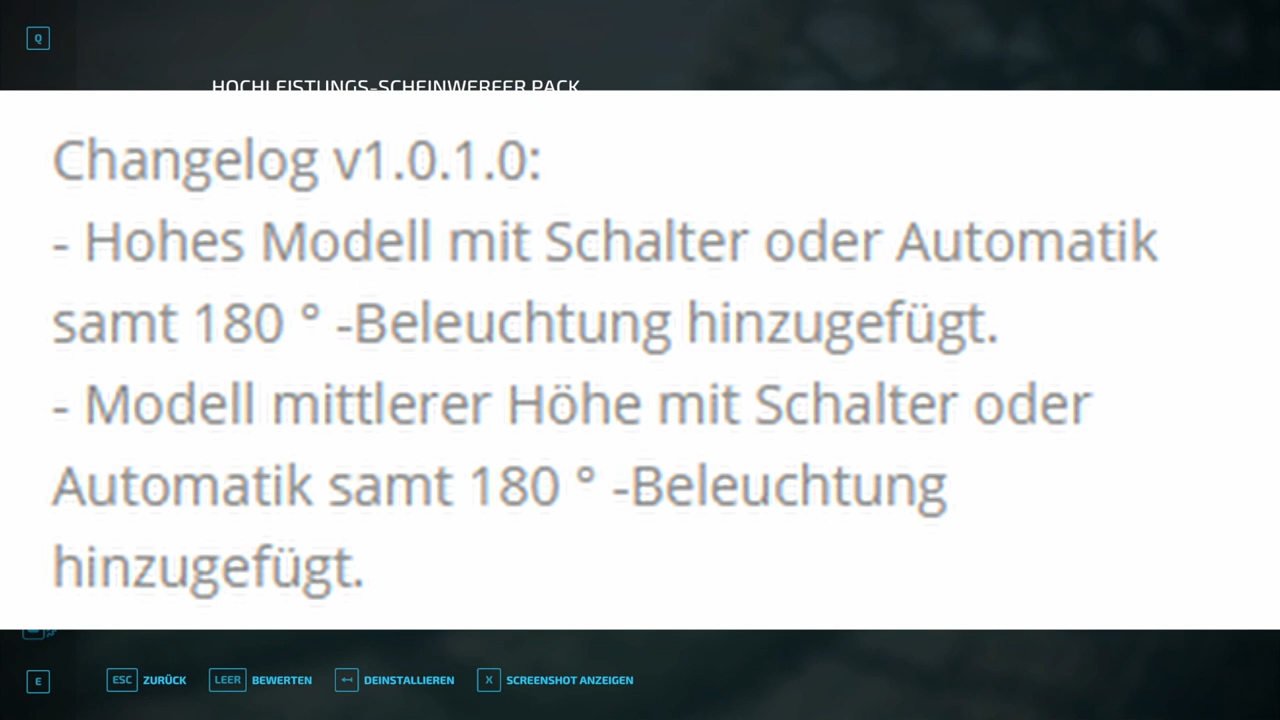 Q
HOCHLEISTUNGS-SCHEINWERFER PACK
Changelog v1.0.1.0:
- Hohes Modell mit Schalter oder Automatik
samt 180 ° -Beleuchtung hinzugefügt.
- Modell mittlerer Höhe mit Schalter oder
Automatik samt 180 ° -Beleuchtung
hinzugefügt.
E ESC ZURÜCK LEER BEWERTEN DEINSTALLIEREN X SCREENSHOT ANZEIGEN